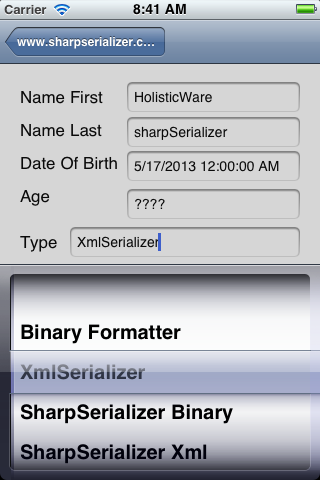 Carrier 8:41 AM
www.sharpserializer.c...
Name First HolisticWare
Name Last sharpSerializer
Date Of Birth 5/17/2013 12:00:00 AM
Age ????
Type XmlSerializer
Binary Formatter
XmlSerializer
SharpSerializer Binary
SharpSerializer Xml